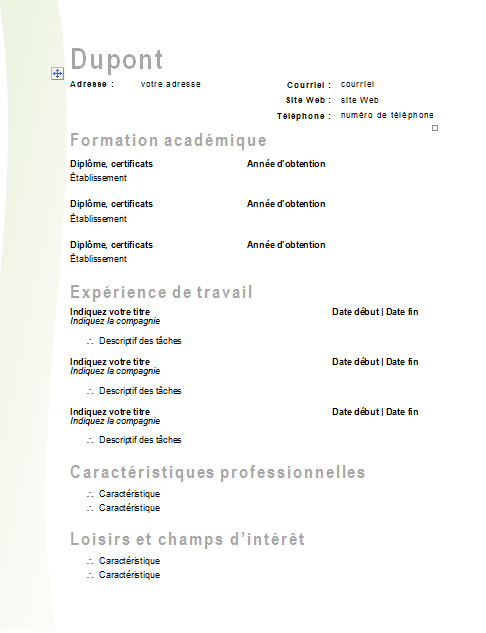 Dupont
Adresse : votre adresse Courriel : courriel
Site Web : site Web
Téléphone : numéro de téléphone
Formation académique
Diplôme, certificats Année d'obtention
Établissement
Diplôme, certificats Année d'obtention
Établissement
Diplôme, certificats Année d'obtention
Établissement
Expérience de travail
Indiquez votre titre Date début | Date fin
Indiquez la compagnie
∴ Descriptif des tâches
Indiquez votre titre Date début | Date fin
Indiquez la compagnie
∴ Descriptif des tâches
Indiquez votre titre Date début | Date fin
Indiquez la compagnie
∴ Descriptif des tâches
Caractéristiques professionnelles
∴ Caractéristique
∴ Caractéristique
Loisirs et champs d'intérêt
∴ Caractéristique
∴ Caractéristique